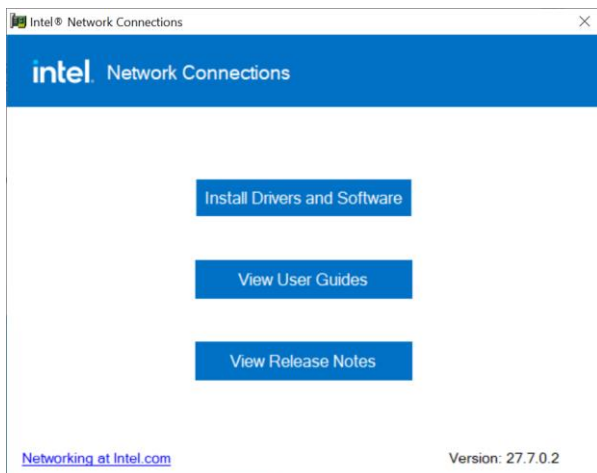 Intel® Network Connections
intel. Network Connections
Install Drivers and Software
View User Guides
View Release Notes
Networking at Intel.com
Version: 27.7.0.2